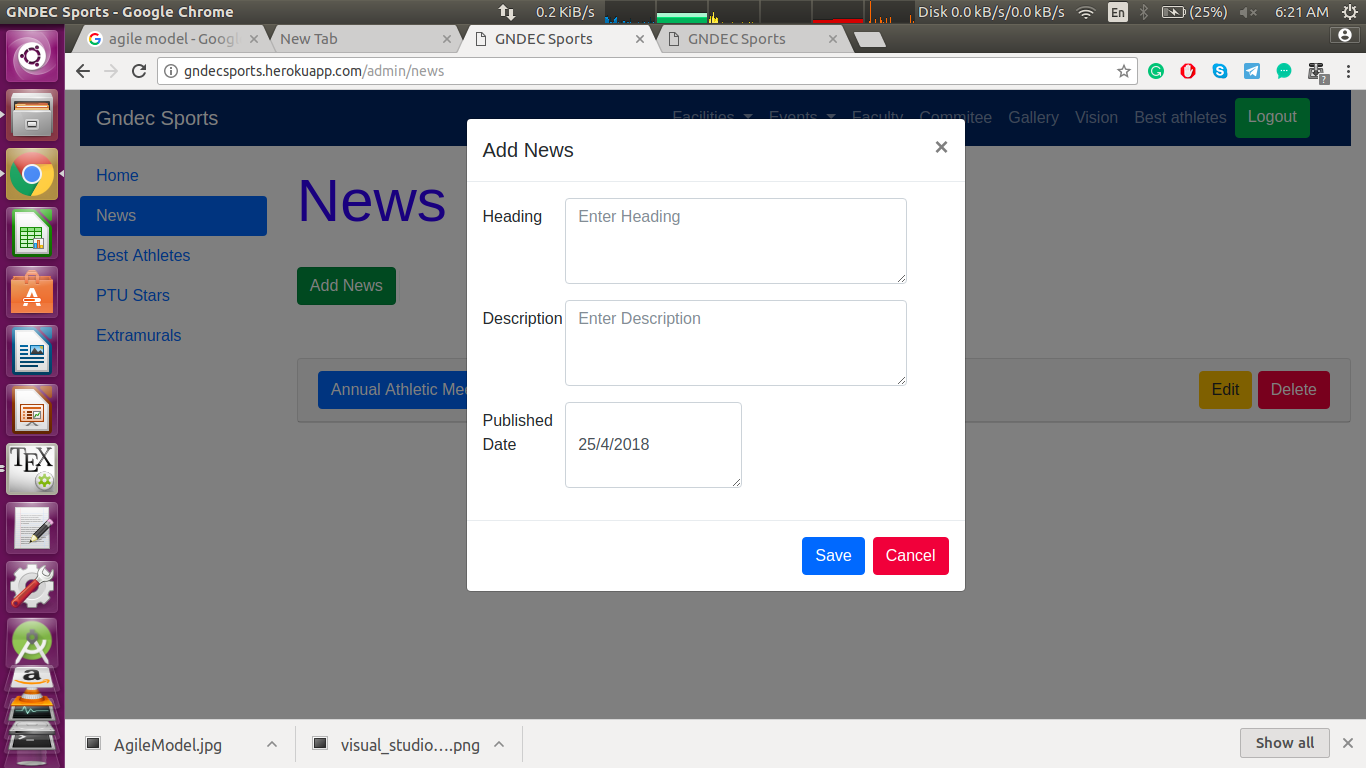 GNDEC Sports - Google Chrome
0.2 KiB/s
Disk 0.0 kB/s/0.0 kB/s
En
(25%)
6:21 AM
agile model - Goog
New Tab
GNDEC Sports
GNDEC Sports
gndecsports.herokuapp.com/admin/news
?
Gndec Sports
Facilities
Events
Faculty
Commitee
Gallery
Vision
Best athletes
Logout
Home
News
Best Athletes
PTU Stars
Extramurals
News
Add News
Annual Athletic Mee
Edit
Delete
Add News
×
Heading
Enter Heading
Description
Enter Description
Published
Date
25/4/2018
Save
Cancel
TEX
A
a
AgileModel.jpg
visual_studio....png
Show all